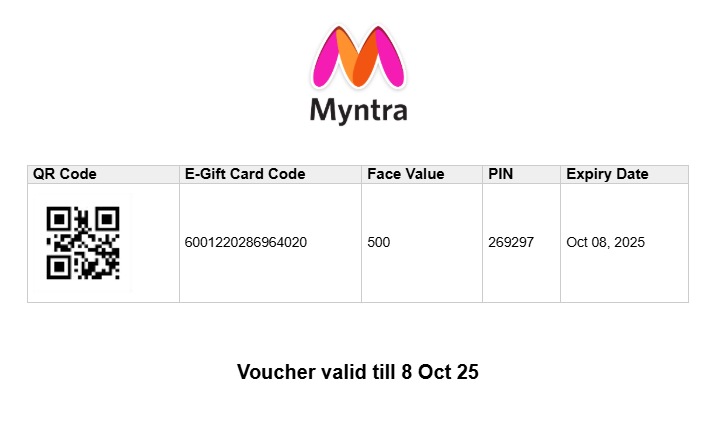 Myntra
QR Code E-Gift Card Code Face Value PIN Expiry Date
6001220286964020 500 269297 Oct 08, 2025
Voucher valid till 8 Oct 25